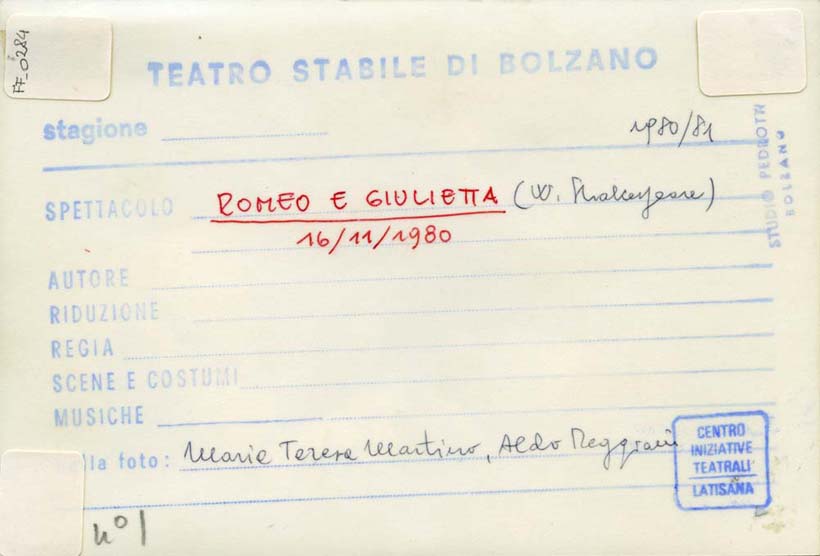 FF_0284
TEATRO STABILE DI BOLZANO
stagione 1980/81
STUDIO PEDROTTI
BOLZANO
SPETTACOLO ROMEO E GIULIETTA (W. Shakespeare)
16/11/1980
AUTORE
RIDUZIONE
REGIA
SCENE E COSTUMI
MUSICHE
lla foto: Maria Teresa Martino, Aldo Reggiani
CENTRO
INIZIATIVE
TEATRALI
LATISANA
n°1